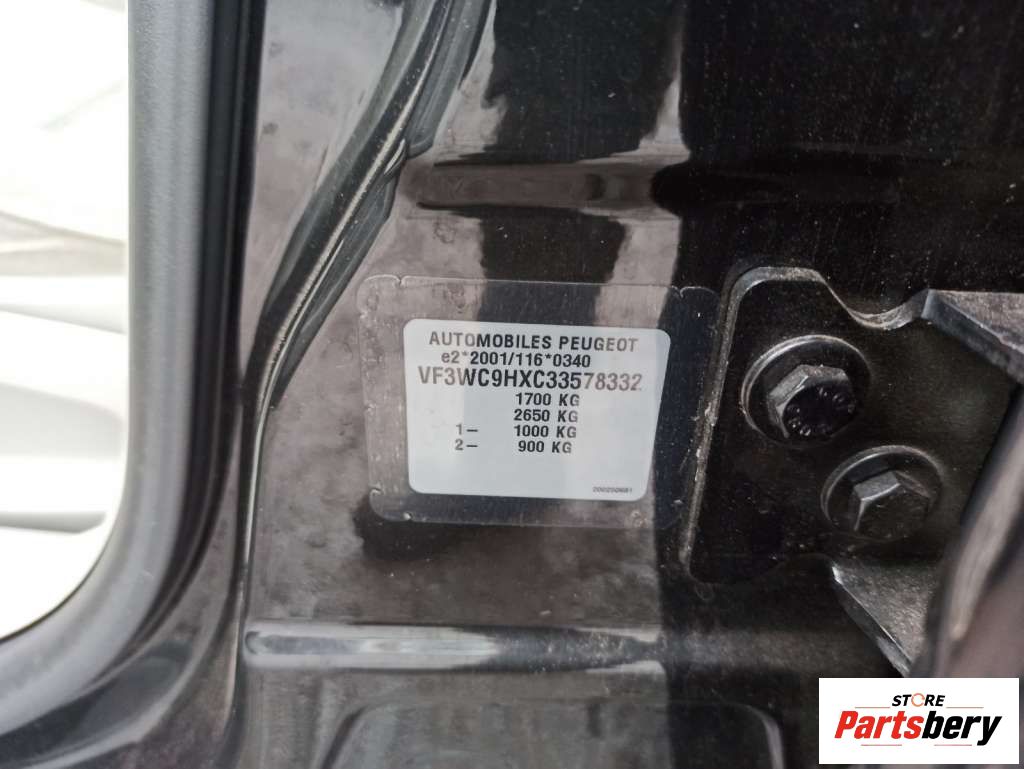 AUTOMOBILES PEUGEOT
e2*2001/116*0340
VF3WC9HXC33578332
1700 KG
2650 KG
1- 1000 KG
2- 900 KG
STORE
Partsbery